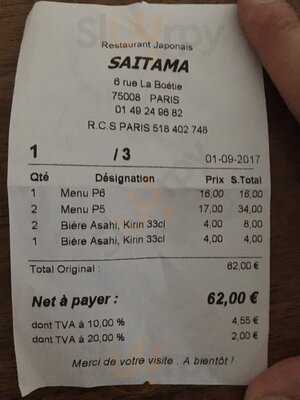 Restaurant Japonais
SAITAMA
6 rue La Boétie
75008 PARIS
01 49 24 96 82
R.C.S PARIS 518 402 746
1 / 3 01-09-2017
Qté Désignation Prix S.Total
1 Menu P6 16,00 16,00
2 Menu P5 17,00 34,00
2 Bière Asahi, Kirin 33cl 4,00 8,00
1 Bière Asahi, Kirin 33cl 4,00 4,00
Total Original : 62,00 €
Net à payer : 62,00 €
dont TVA à 10,00 % 4,55 €
dont TVA à 20,00 % 2,00 €
Merci de votre visite . A bientôt !